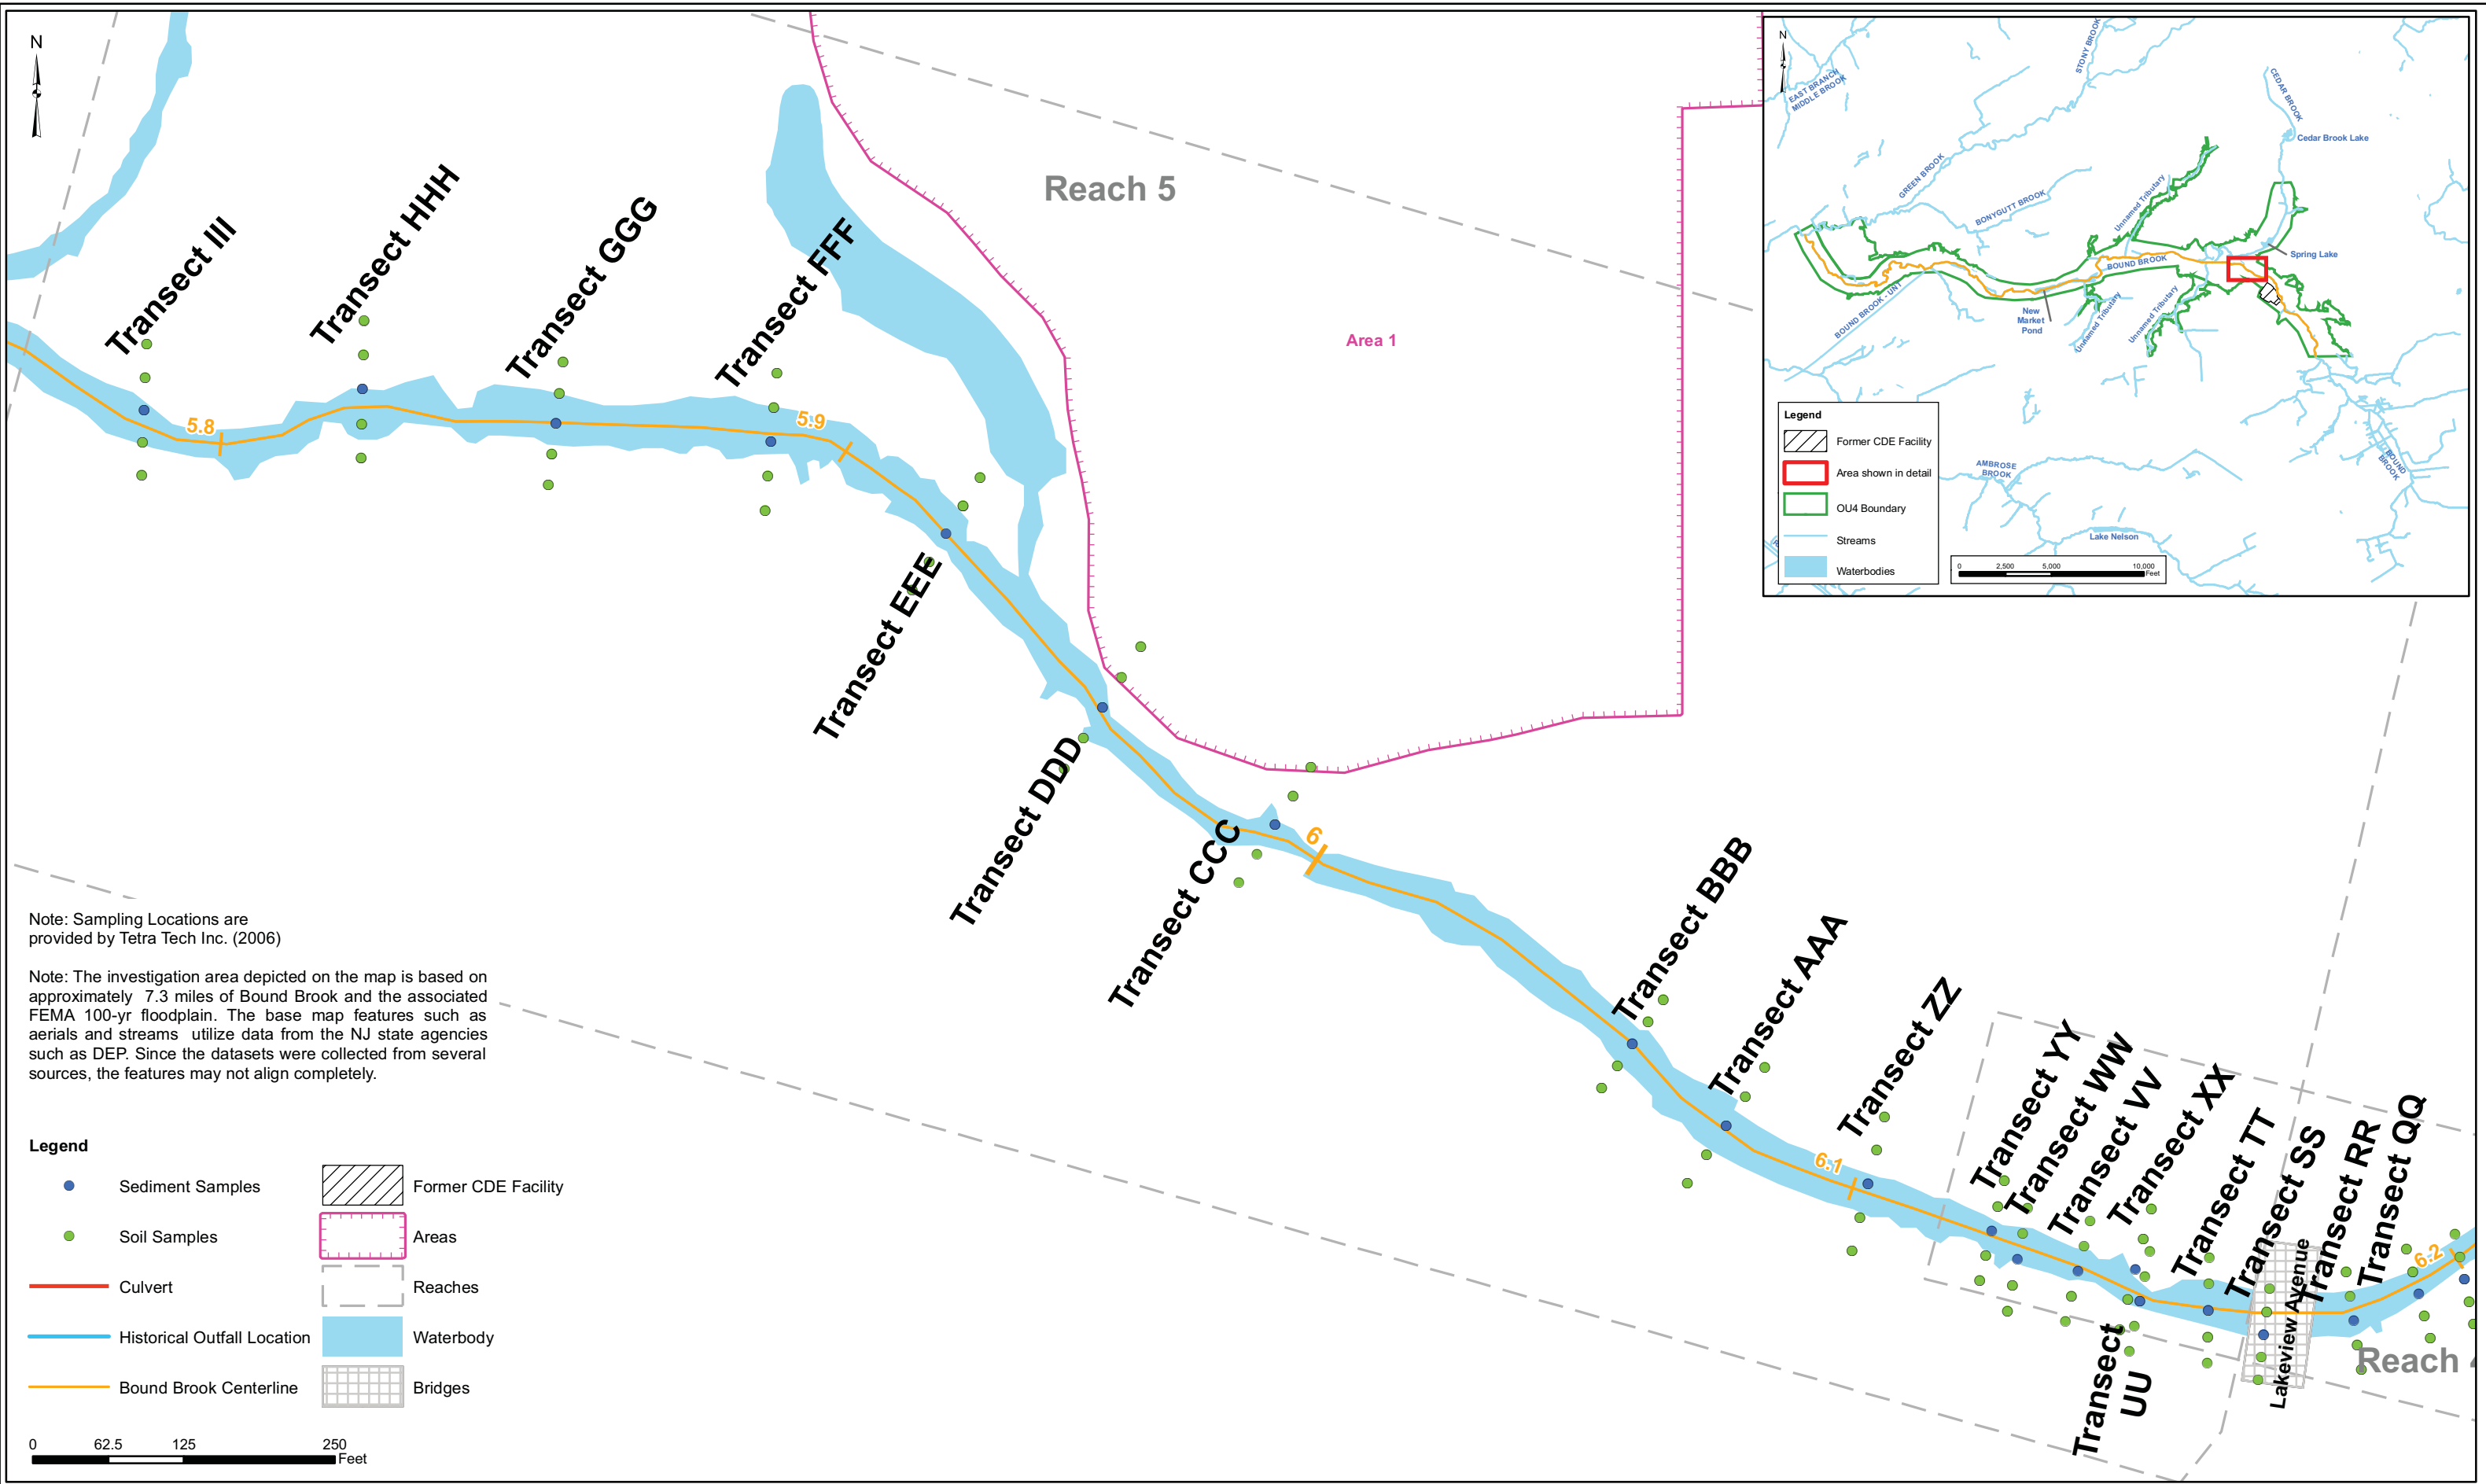 N
Transect III
Transect HHH
Transect GGG
Transect FFF
Transect EEE
Transect DDD
Transect CCC
Transect BBB
Transect AAA
Transect ZZ
Transect YY
Transect WW
Transect VV
Transect XX
Transect TT
Transect SS
Transect RR
Transect QQ
Transect
UU
Lakeview Avenue
Reach 5
Area 1
Reach 4
5.8
5.9
6
6.1
6.2
Note: Sampling Locations are
provided by Tetra Tech Inc. (2006)
Note: The investigation area depicted on the map is based on
approximately 7.3 miles of Bound Brook and the associated
FEMA 100-yr floodplain. The base map features such as
aerials and streams utilize data from the NJ state agencies
such as DEP. Since the datasets were collected from several
sources, the features may not align completely.
Legend
Sediment Samples
Soil Samples
Culvert
Historical Outfall Location
Bound Brook Centerline
Former CDE Facility
Areas
Reaches
Waterbody
Bridges
0 62.5 125 250
Feet
N
EAST BRANCH
MIDDLE BROOK
STONY BROOK
CEDAR BROOK
Cedar Brook Lake
GREEN BROOK
BONYGUTT BROOK
Unnamed Tributary
Spring Lake
BOUND BROOK
BOUND BROOK - UNT
New
Market
Pond
Unnamed Tributary
Unnamed Tributary
AMBROSE
BROOK
Lake Nelson
BOUND
BROOK
Legend
Former CDE Facility
Area shown in detail
OU4 Boundary
Streams
Waterbodies
0 2,500 5,000 10,000
Feet